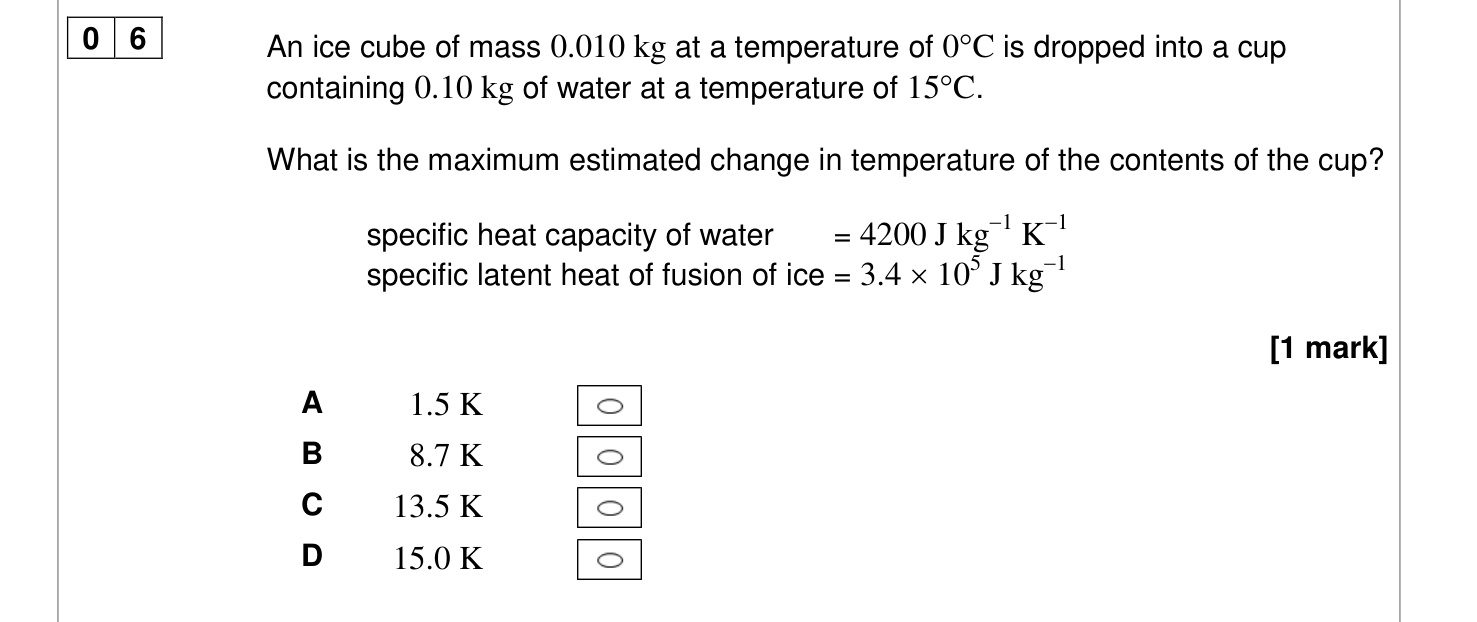 0 6
An ice cube of mass 0.010 kg at a temperature of 0°C is dropped into a cup
containing 0.10 kg of water at a temperature of 15°C.
What is the maximum estimated change in temperature of the contents of the cup?
specific heat capacity of water = 4200 J kg⁻¹ K⁻¹
specific latent heat of fusion of ice = 3.4 × 10⁵ J kg⁻¹
[1 mark]
A 1.5 K
B 8.7 K
C 13.5 K
D 15.0 K